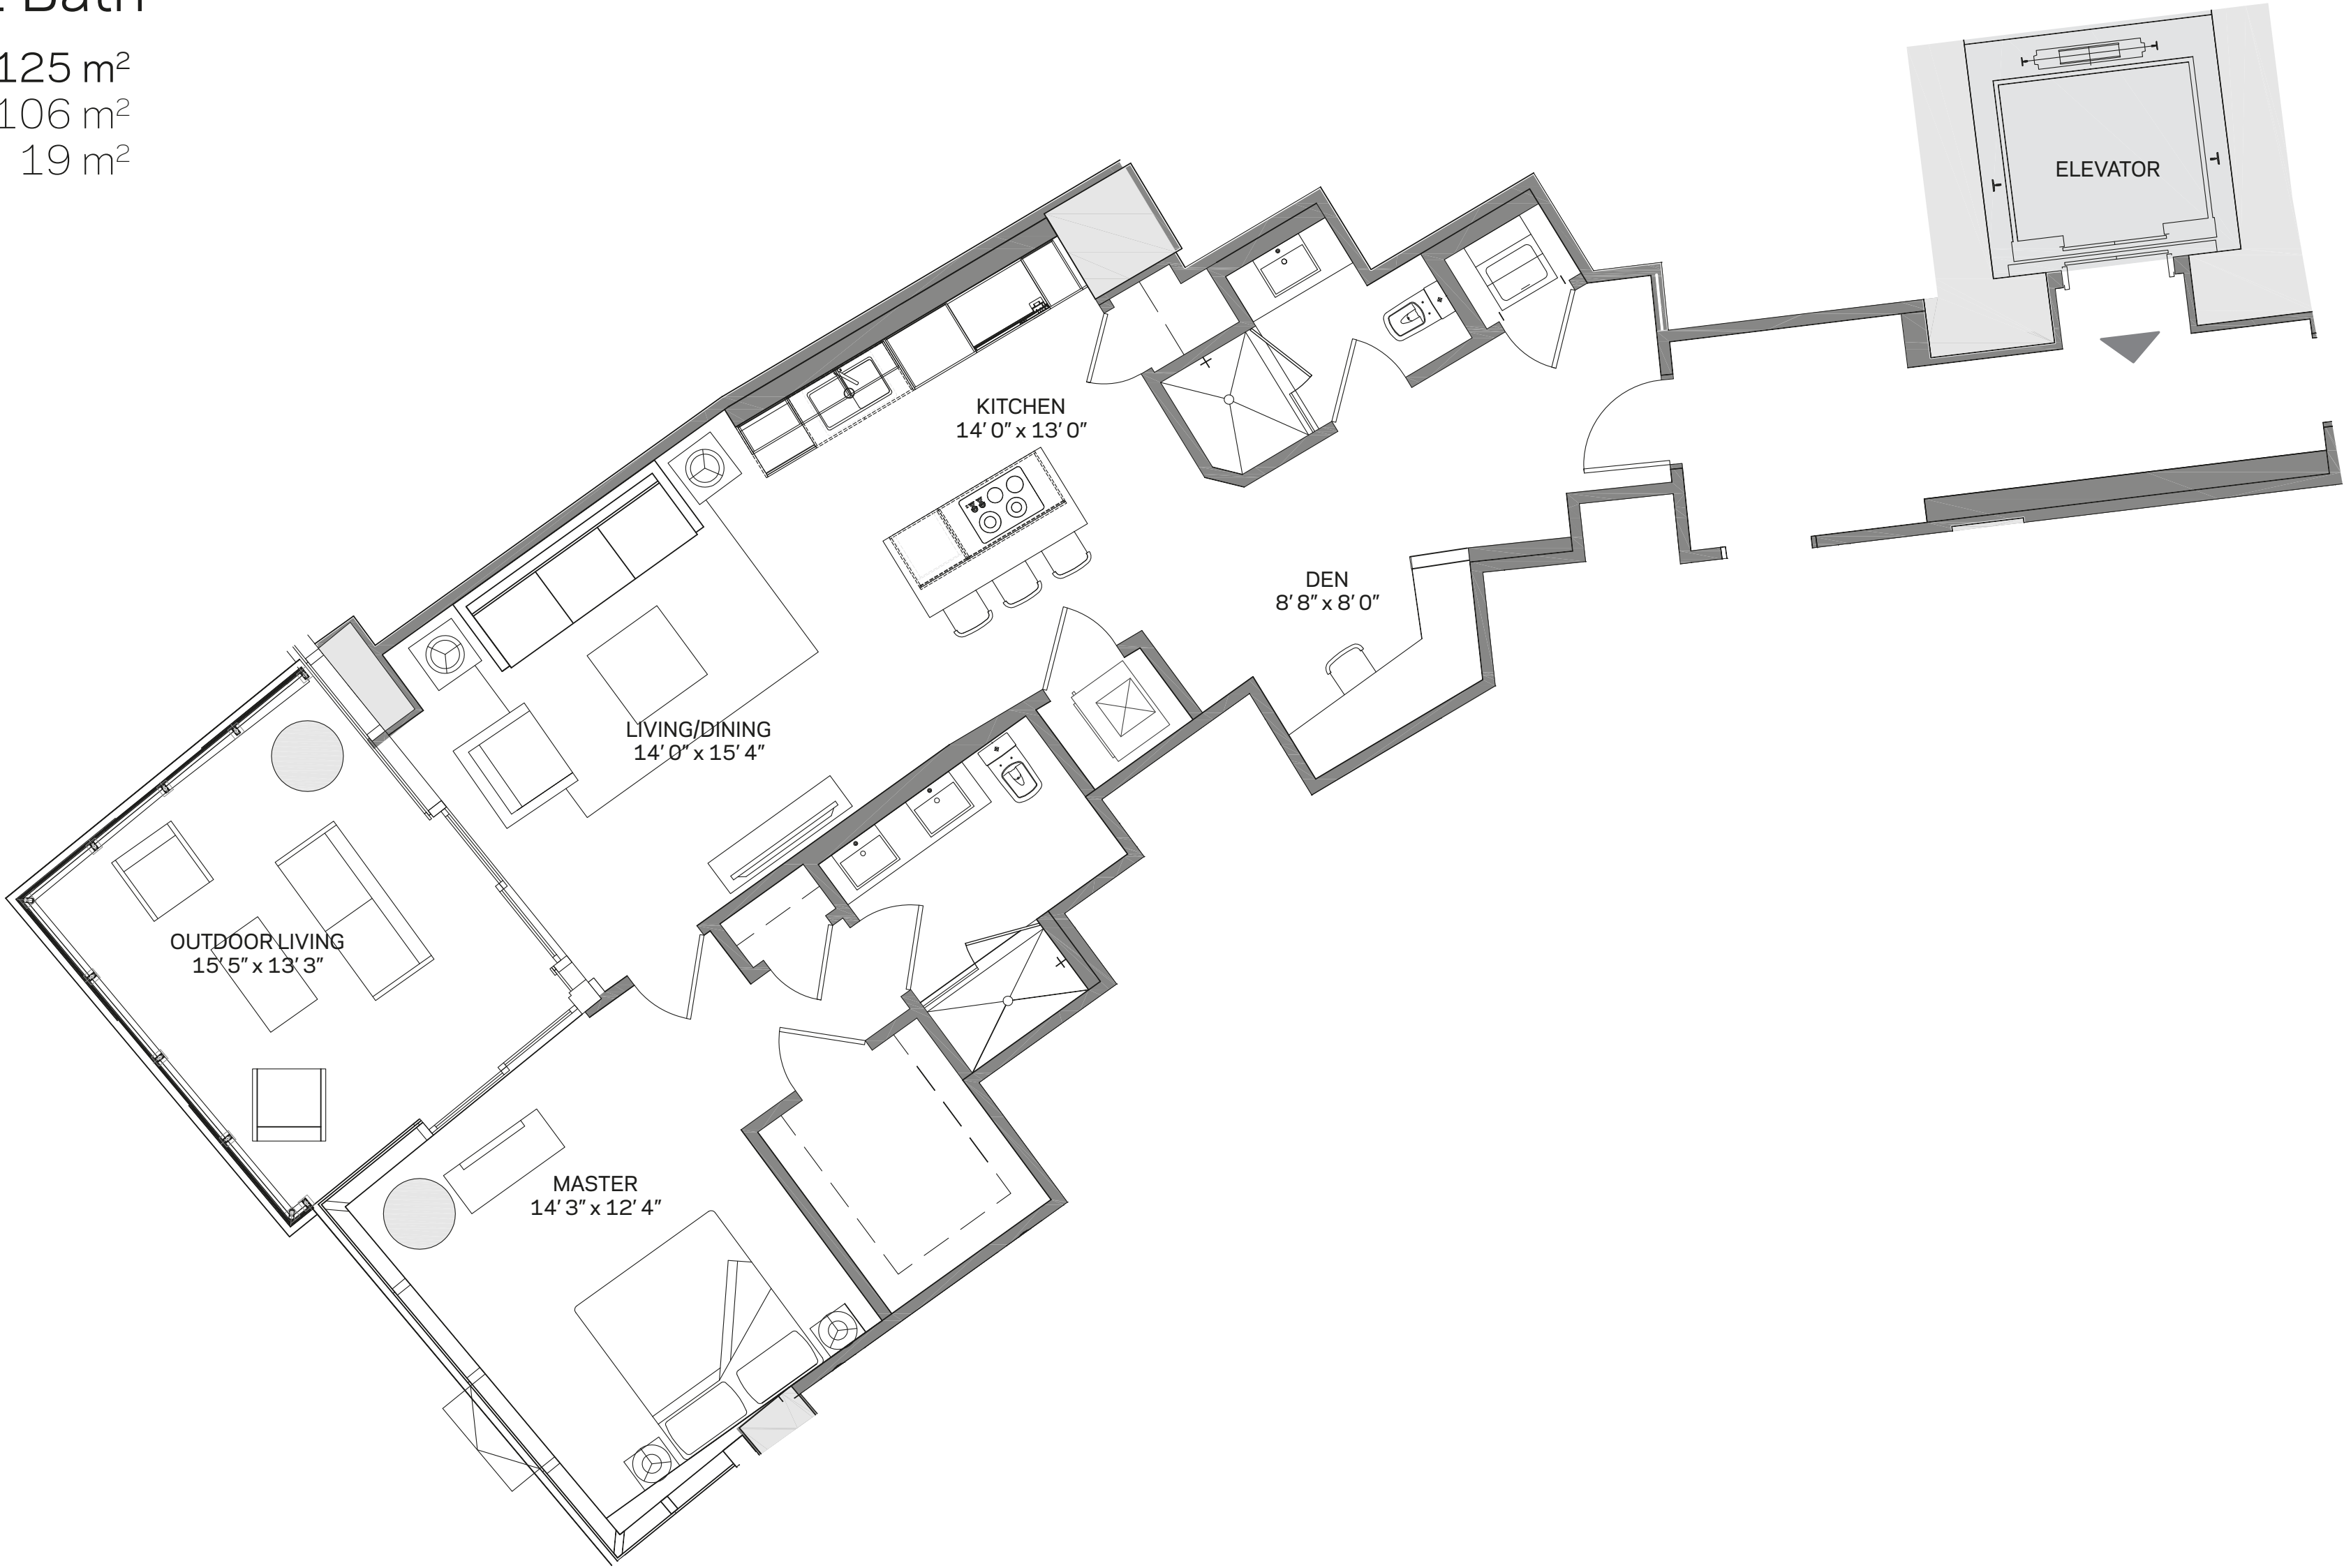 Bath
125 m²
106 m²
19 m²
ELEVATOR
KITCHEN
14’ 0” x 13’ 0”
DEN
8’ 8” x 8’ 0”
LIVING/DINING
14’ 0” x 15’ 4”
OUTDOOR LIVING
15’ 5” x 13’ 3”
MASTER
14’ 3” x 12’ 4”